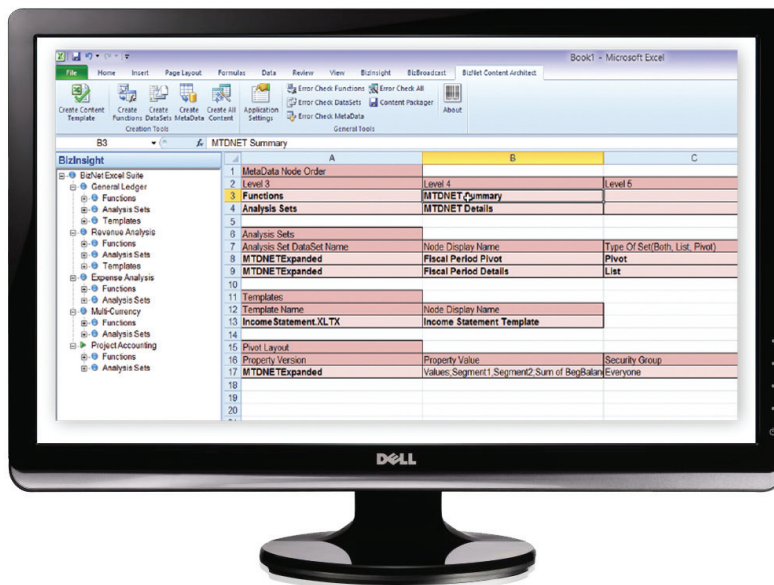 Book1 - Microsoft Excel
File Home Insert Page Layout Formulas Data Review View BizInsight BizBroadcast BizNet Content Architect
Create Content Template
Create Functions
Create DataSets
Create MetaData
Create All Content
Application Settings
Error Check Functions Error Check All
Error Check DataSets Content Packager
Error Check MetaData
About
Creation Tools General Tools
B3 fx MTDNET Summary
BizInsight
BizNet Excel Suite
General Ledger
Functions
Analysis Sets
Templates
Revenue Analysis
Functions
Analysis Sets
Templates
Expense Analysis
Functions
Analysis Sets
Multi-Currency
Functions
Analysis Sets
Project Accounting
Functions
Analysis Sets
A B C
1 MetaData Node Order
2 Level 3 Level 4 Level 5
3 Functions MTDNET Summary
4 Analysis Sets MTDNET Details
5
6 Analysis Sets
7 Analysis Set DataSet Name Node Display Name Type Of Set(Both, List, Pivot)
8 MTDNETExpanded Fiscal Period Pivot Pivot
9 MTDNETExpanded Fiscal Period Details List
10
11 Templates
12 Template Name Node Display Name
13 IncomeStatement.XLTX Income Statement Template
14
15 Pivot Layout
16 Property Version Property Value Security Group
17 MTDNETExpanded Values;Segment1,Segment2;Sum of BegBalan Everyone
18
19
20
DELL